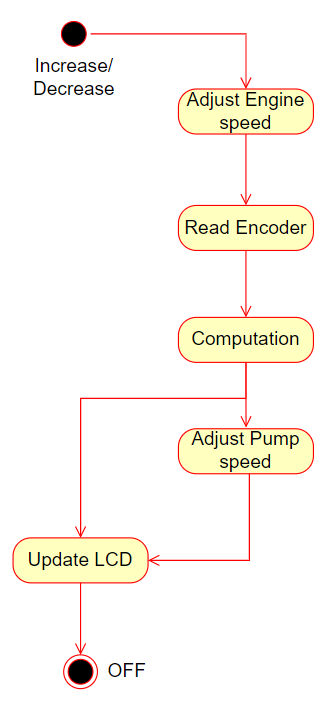 Increase/
Decrease
Adjust Engine
speed
Read Encoder
Computation
Adjust Pump
speed
Update LCD
OFF